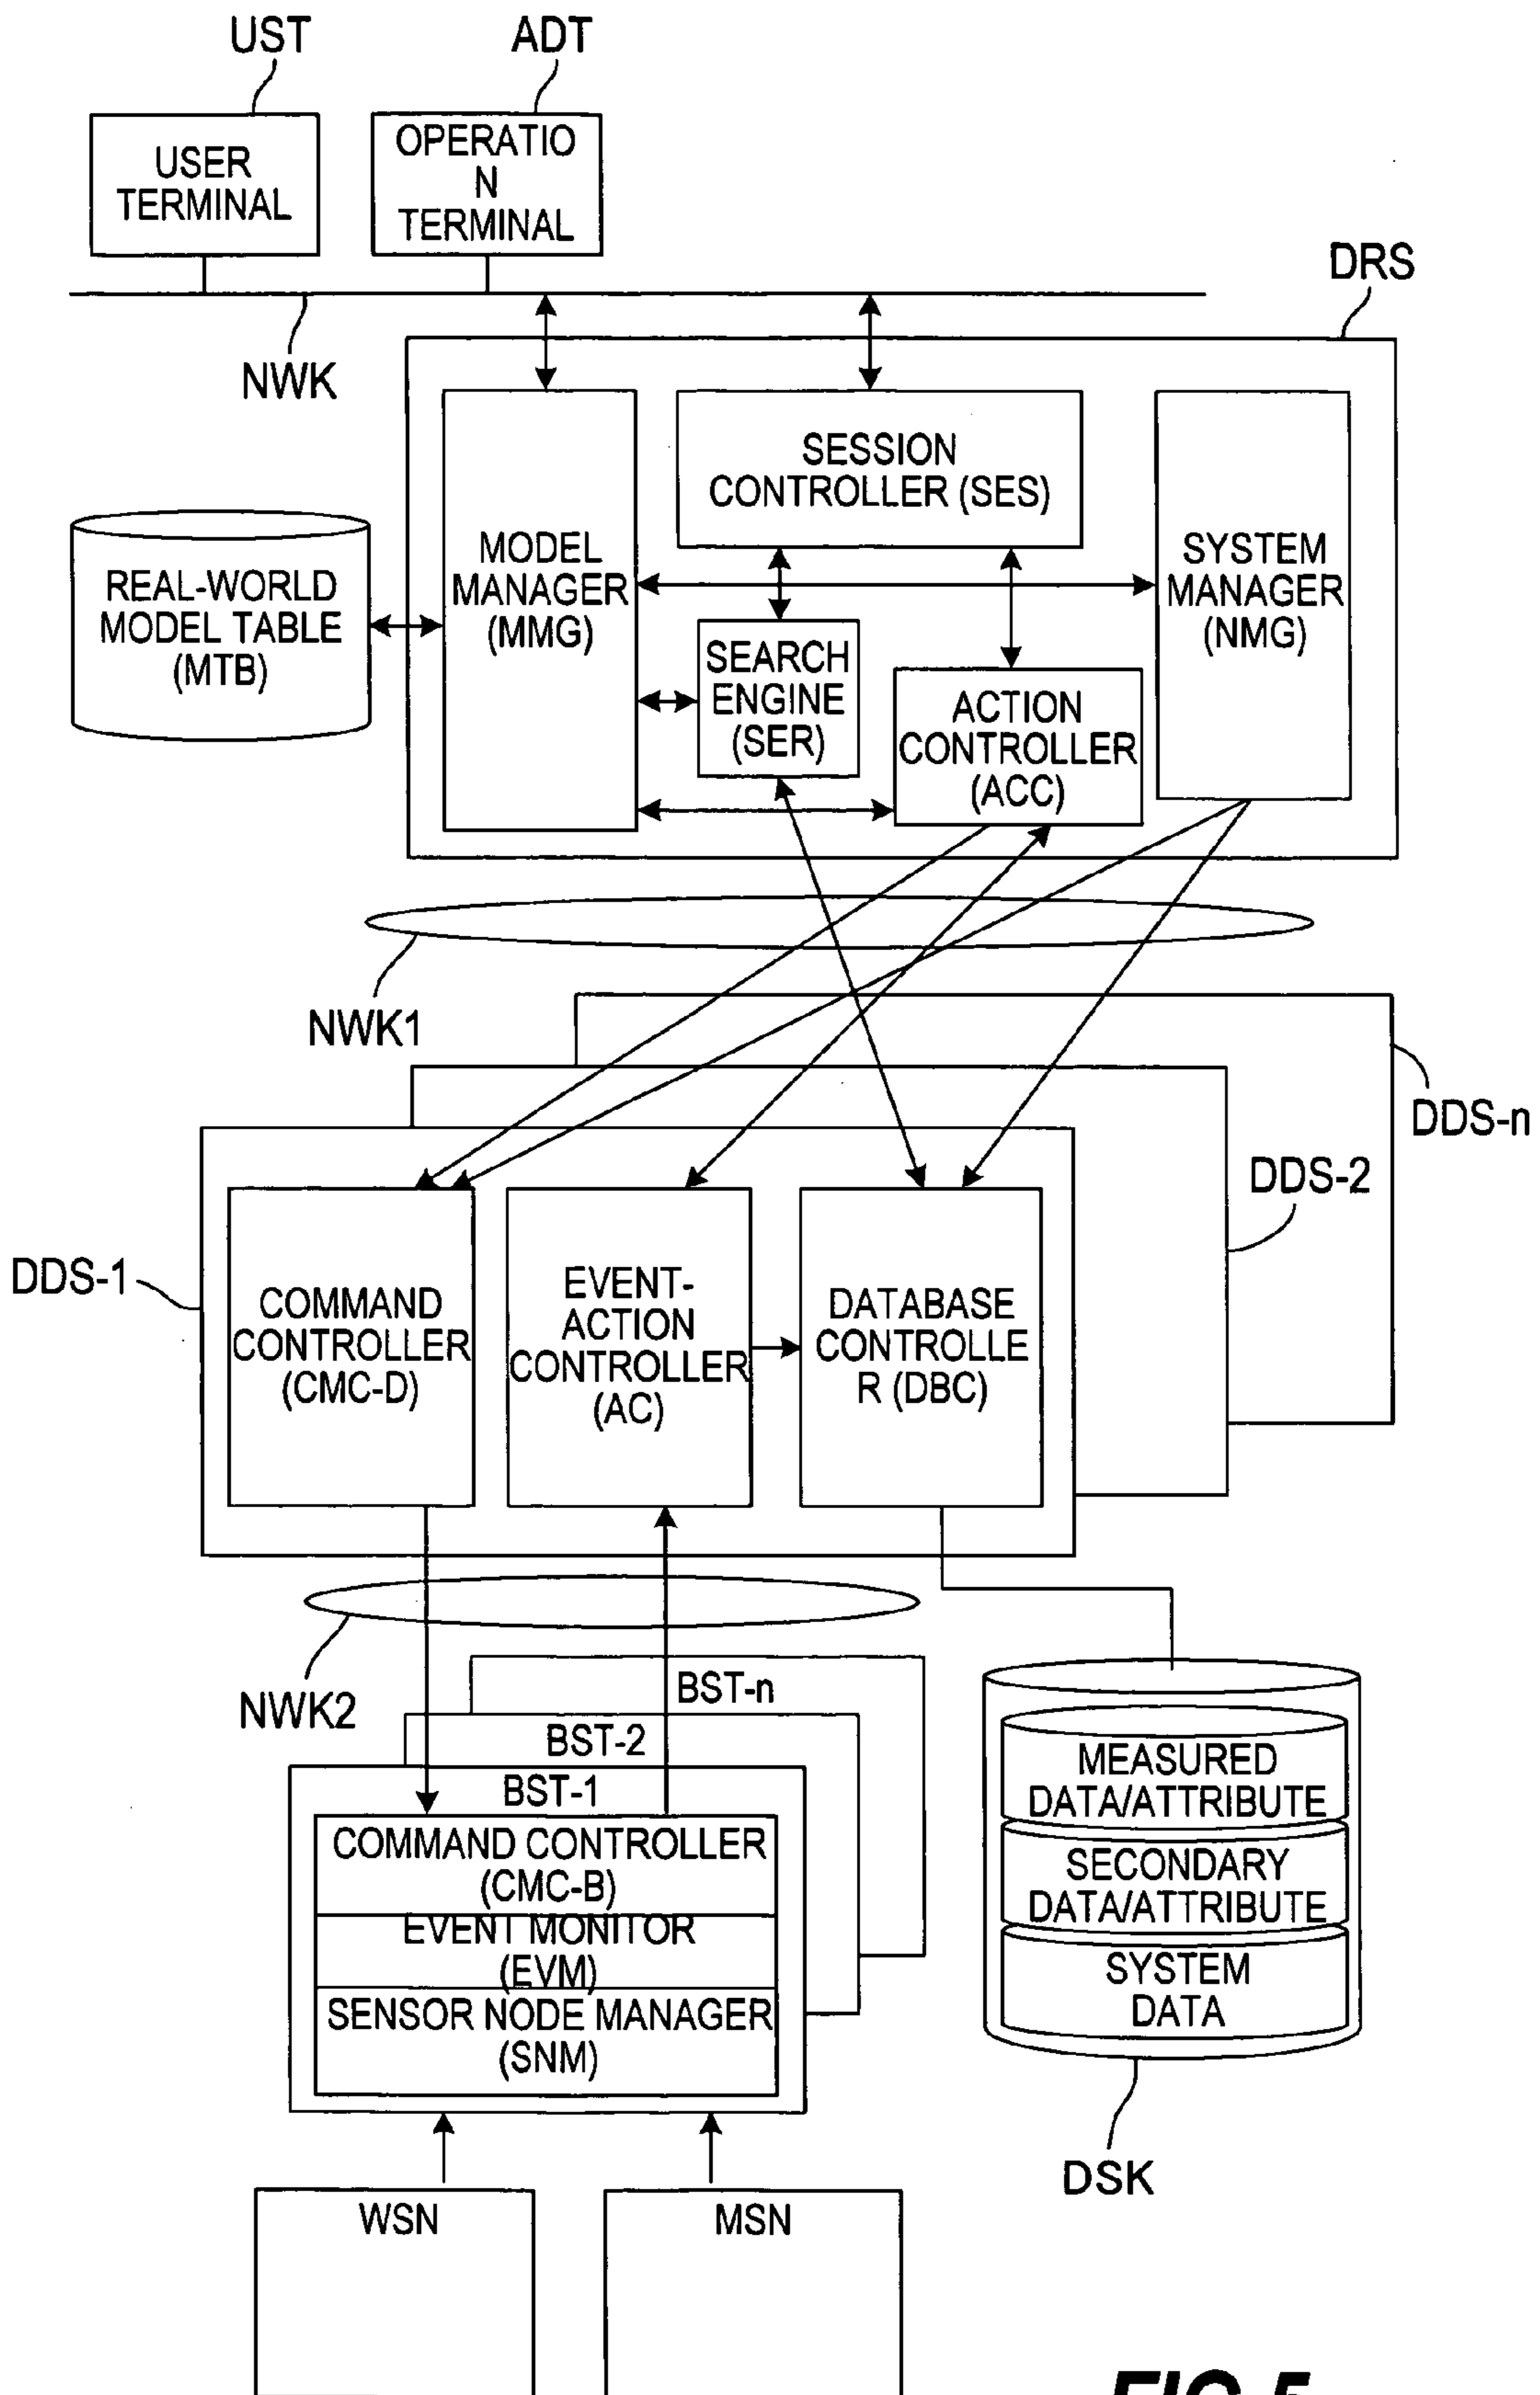 UST
ADT
USER
TERMINAL
OPERATIO
N
TERMINAL
DRS
NWK
SESSION
CONTROLLER (SES)
MODEL
MANAGER
(MMG)
SYSTEM
MANAGER
(NMG)
REAL-WORLD
MODEL TABLE
(MTB)
SEARCH
ENGINE
(SER)
ACTION
CONTROLLER
(ACC)
NWK1
DDS-n
DDS-2
DDS-1
COMMAND
CONTROLLER
(CMC-D)
EVENT-
ACTION
CONTROLLER
(AC)
DATABASE
CONTROLLE
R (DBC)
NWK2
BST-n
BST-2
BST-1
COMMAND CONTROLLER
(CMC-B)
EVENT MONITOR
(EVM)
SENSOR NODE MANAGER
(SNM)
MEASURED
DATA/ATTRIBUTE
SECONDARY
DATA/ATTRIBUTE
SYSTEM
DATA
DSK
WSN
MSN
FIG.5